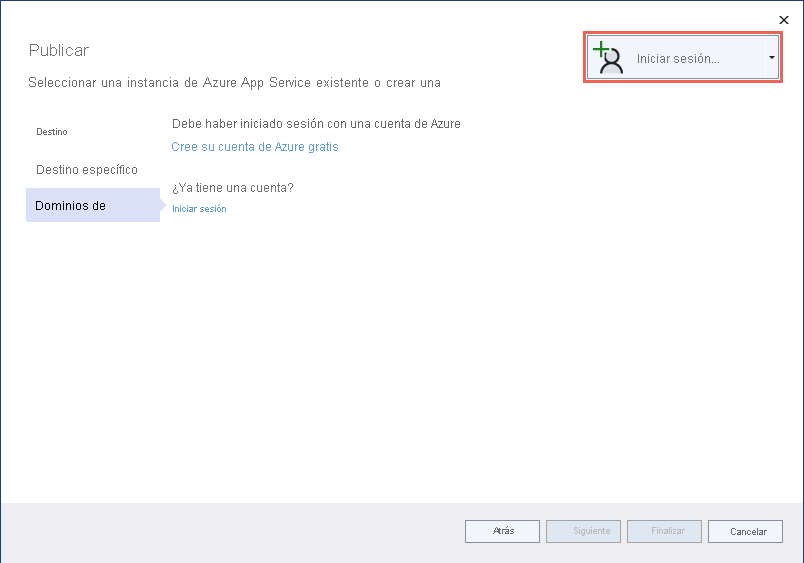 Publicar
Iniciar sesión...
Seleccionar una instancia de Azure App Service existente o crear una
Destino
Destino específico
Dominios de
Debe haber iniciado sesión con una cuenta de Azure
Cree su cuenta de Azure gratis
¿Ya tiene una cuenta?
Iniciar sesión
Atrás
Siguiente
Finalizar
Cancelar